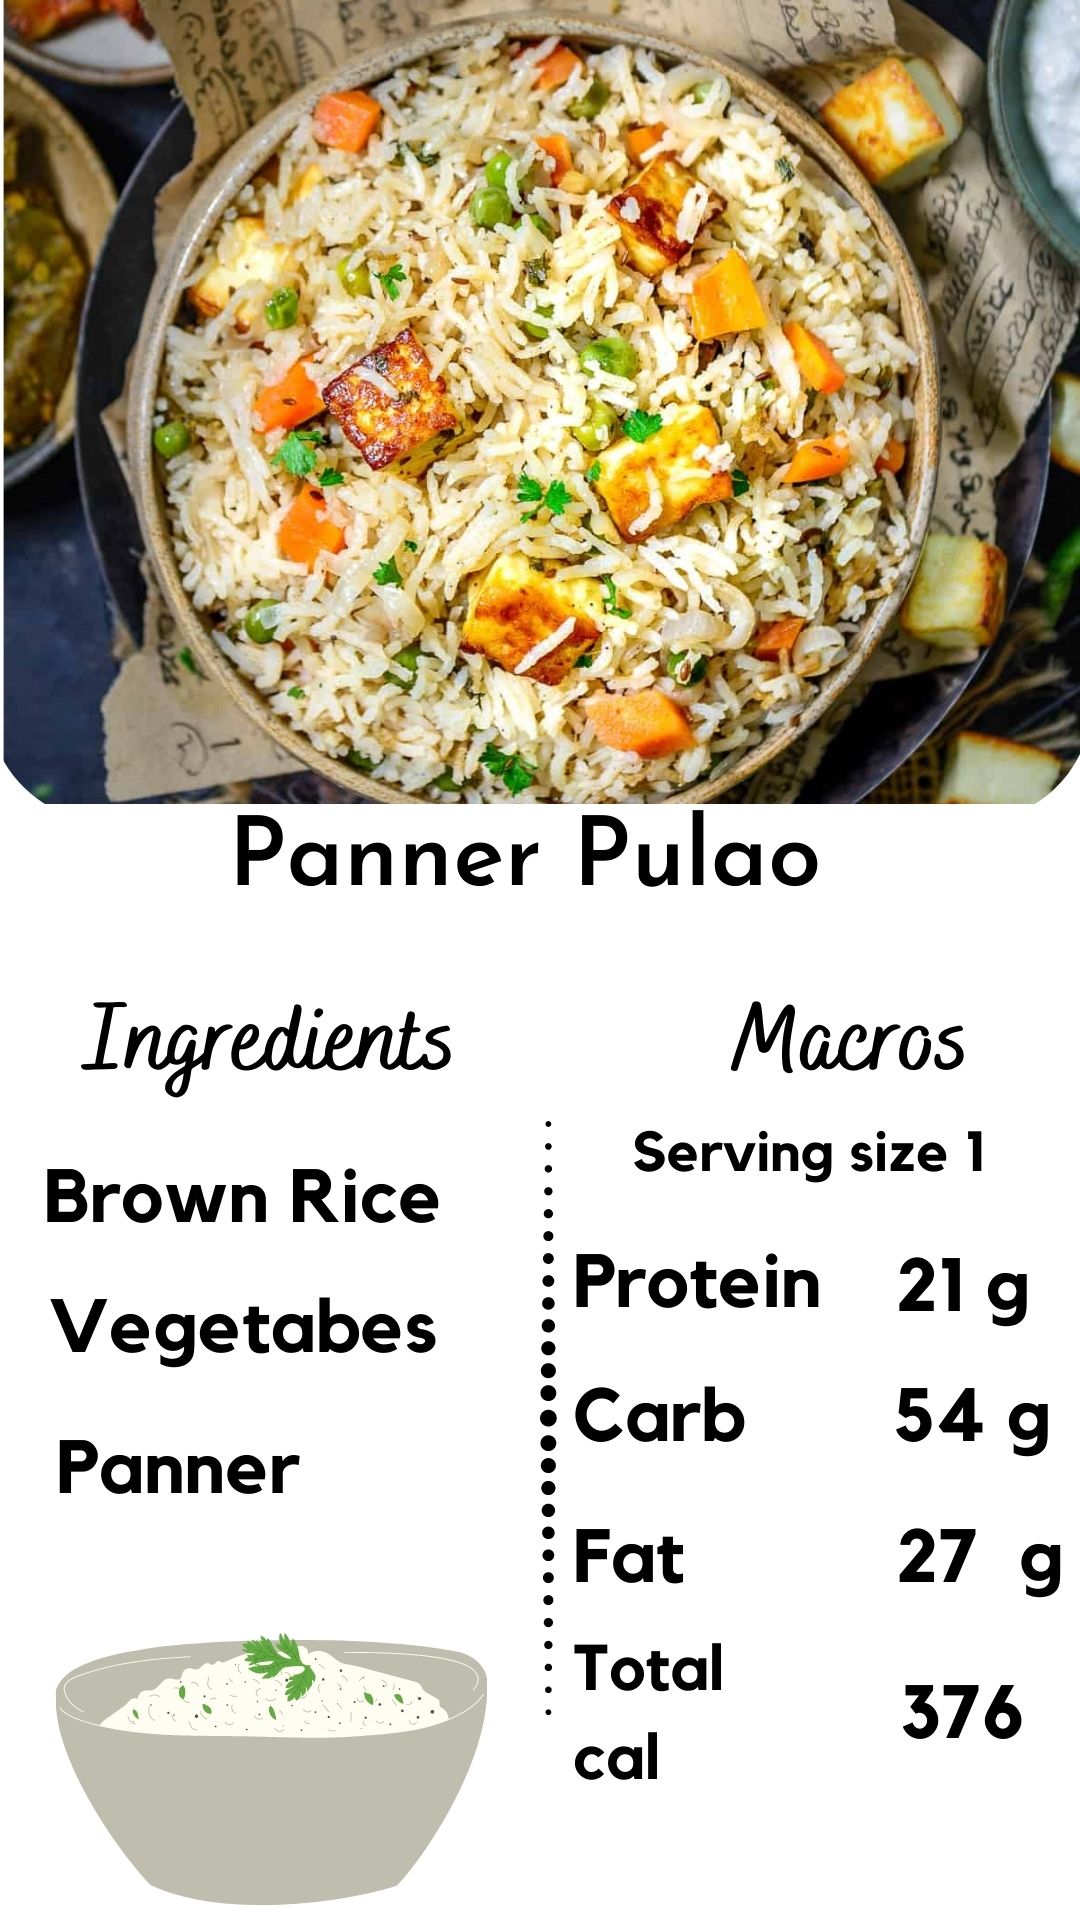 Panner Pulao
Ingredients
Brown Rice
Vegetabes
Panner
Macros
Serving size 1
Protein 21 g
Carb 54 g
Fat 27 g
Total
cal 376